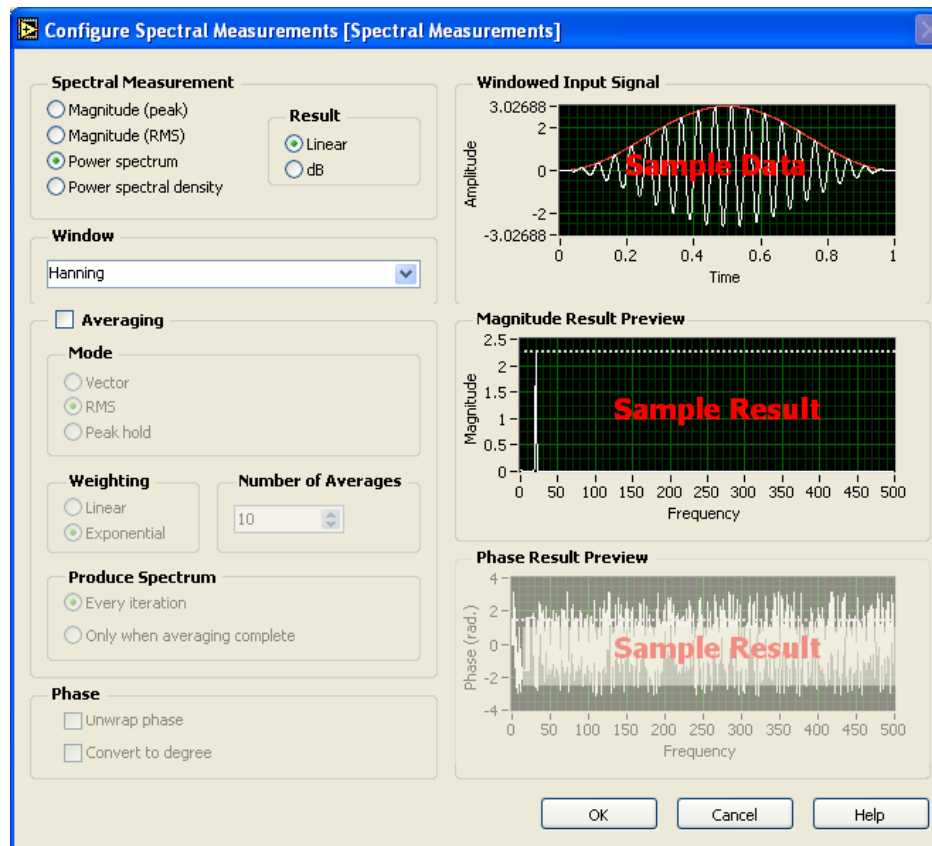 Configure Spectral Measurements [Spectral Measurements]
Spectral Measurement
Magnitude (peak)
Magnitude (RMS)
Power spectrum
Power spectral density
Result
Linear
dB
Window
Hanning
Averaging
Mode
Vector
RMS
Peak hold
Weighting
Linear
Exponential
Number of Averages
10
Produce Spectrum
Every iteration
Only when averaging complete
Phase
Unwrap phase
Convert to degree
Windowed Input Signal
3.02688
2
0
-2
-3.02688
Amplitude
Sample Data
0 0.2 0.4 0.6 0.8 1
Time
Magnitude Result Preview
2.5
2
1.5
1
0.5
0
Magnitude
Sample Result
0 50 100 150 200 250 300 350 400 450 500
Frequency
Phase Result Preview
4
2
0
-2
-4
Phase (rad.)
Sample Result
0 50 100 150 200 250 300 350 400 450 500
Frequency
OK Cancel Help